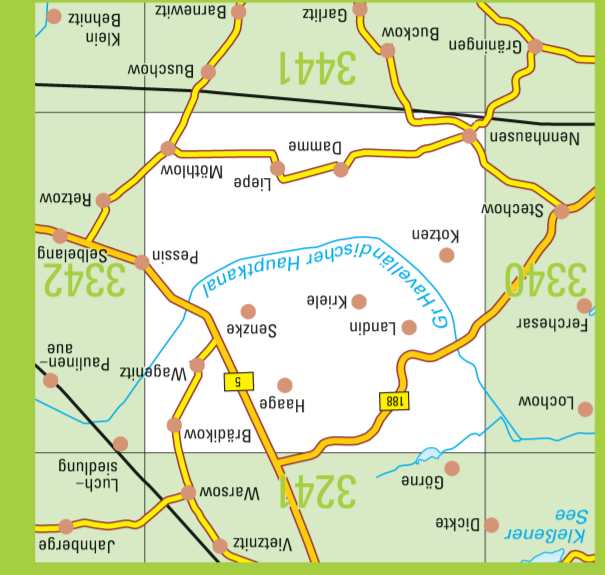 Kleßener
See
Dickte
Vietznitz
Jahnberge
Görne
3241
Warsow
Luch-
siedlung
Lochow
188
Haage
Brädikow
5
Wagenitz
Paulinen-
aue
Ferchesar
Landin
Kriele
Senzke
3340
Gr Havelländischer Hauptkanal
3342
Kotzen
Pessin
Selbelang
Stechow
Retzow
Liepe
Möthlow
Nennhausen
Damme
3441
Buschow
Gräningen
Buckow
Garlitz
Barnewitz
Klein
Behnitz